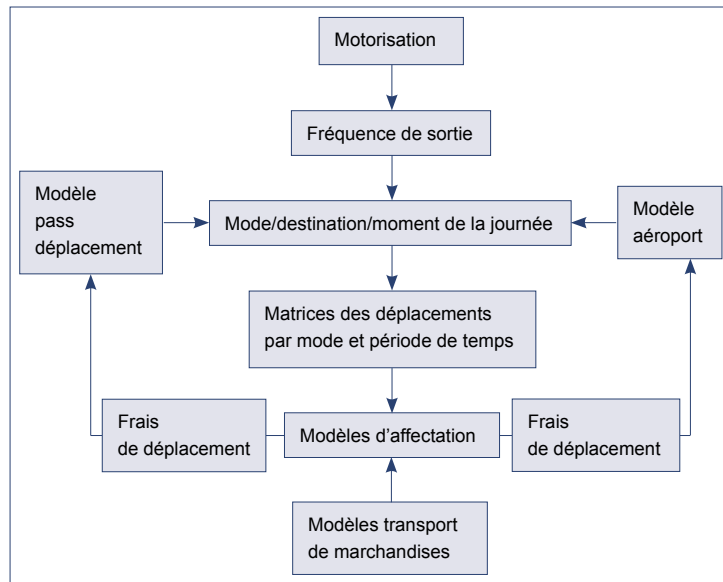 Motorisation
Fréquence de sortie
Modèle
pass
déplacement
Mode/destination/moment de la journée
Modèle
aéroport
Matrices des déplacements
par mode et période de temps
Frais
de déplacement
Modèles d’affectation
Frais
de déplacement
Modèles transport
de marchandises